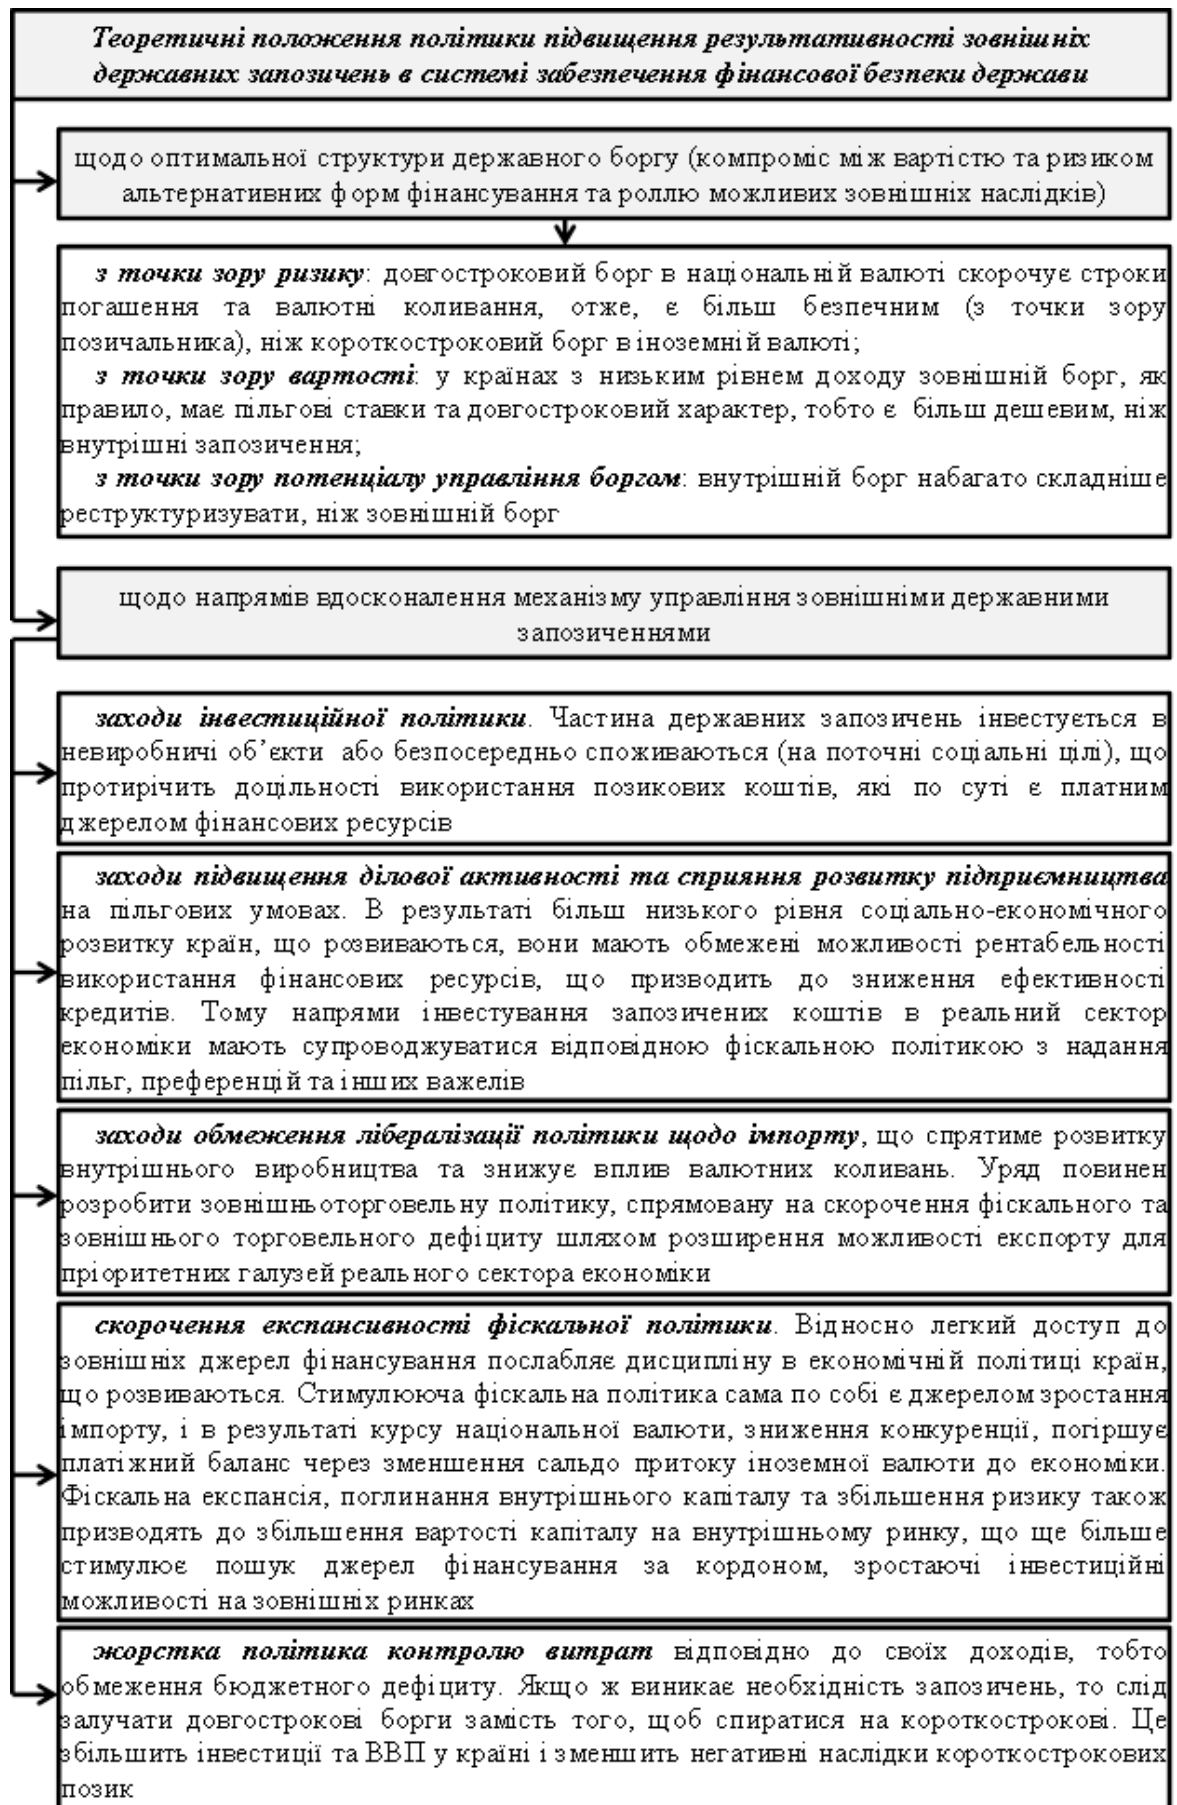 Теоретичні положення політики підвищення результативності зовнішніх
державних запозичень в системі забезпечення фінансової безпеки держави
щодо оптимальної структури державного боргу (компроміс між вартістю та ризиком
альтернативних форм фінансування та роллю можливих зовнішніх наслідків)
з точки зору ризику: довгостроковий борг в національній валюті скорочує строки
погашення та валютні коливання, отже, є більш безпечним (з точки зору
позичальника), ніж короткостроковий борг в іноземній валюті;
з точки зору вартості: у країнах з низьким рівнем доходу зовнішній борг, як
правило, має пільгові ставки та довгостроковий характер, тобто є більш дешевим, ніж
внутрішні запозичення;
з точки зору потенціалу управління боргом: внутрішній борг набагато складніше
реструктуризувати, ніж зовнішній борг
щодо напрямів вдосконалення механізму управління зовнішніми державними
запозиченнями
заходи інвестиційної політики. Частина державних запозичень інвестується в
невиробничі об’єкти або безпосередньо споживаються (на поточні соціальні цілі), що
протирічить доцільності використання позикових коштів, які по суті є платним
джерелом фінансових ресурсів
заходи підвищення ділової активності та сприяння розвитку підприємництва
на пільгових умовах. В результаті більш низького рівня соціально-економічного
розвитку країн, що розвиваються, вони мають обмежені можливості рентабельності
використання фінансових ресурсів, що призводить до зниження ефективності
кредитів. Тому напрями інвестування запозичених коштів в реальний сектор
економіки мають супроводжуватися відповідною фіскальною політикою з надання
пільг, преференцій та інших важелів
заходи обмеження лібералізації політики щодо імпорту, що спрятиме розвитку
внутрішнього виробництва та знижує вплив валютних коливань. Уряд повинен
розробити зовнішньоторговельну політику, спрямовану на скорочення фіскального та
зовнішнього торговельного дефіциту шляхом розширення можливості експорту для
пріоритетних галузей реального сектора економіки
скорочення експансивності фіскальної політики. Відносно легкий доступ до
зовнішніх джерел фінансування послабляє дисципліну в економічній політиці країн,
що розвиваються. Стимулююча фіскальна політика сама по собі є джерелом зростання
імпорту, і в результаті курсу національної валюти, зниження конкуренції, погіршує
платіжний баланс через зменшення сальдо притоку іноземної валюти до економіки.
Фіскальна експансія, поглинання внутрішнього капіталу та збільшення ризику також
призводять до збільшення вартості капіталу на внутрішньому ринку, що ще більше
стимулює пошук джерел фінансування за кордоном, зростаючі інвестиційні
можливості на зовнішніх ринках
жорстка політика контролю витрат відповідно до своїх доходів, тобто
обмеження бюджетного дефіциту. Якщо ж виникає необхідність запозичень, то слід
залучати довгострокові борги замість того, щоб спиратися на короткострокові. Це
збільшить інвестиції та ВВП у країні і зменшить негативні наслідки короткострокових
позик